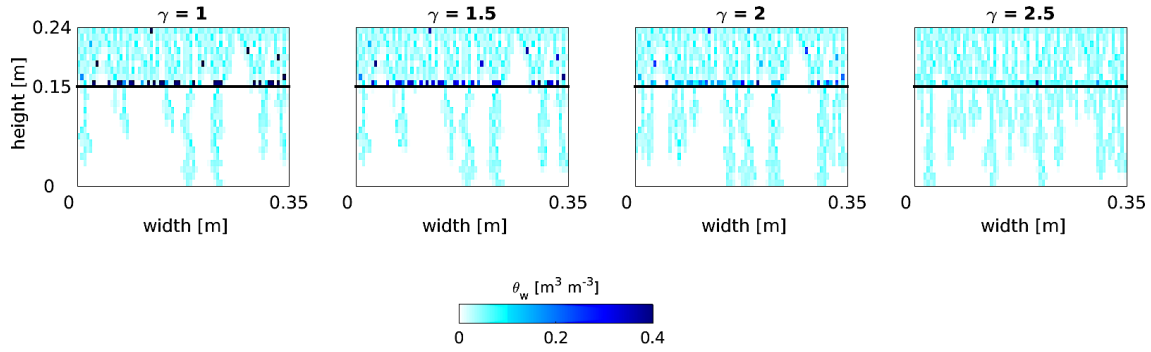 γ = 1
γ = 1.5
γ = 2
γ = 2.5
0.24
0.15
0
height [m]
0 0.35
0 0.35
0 0.35
0 0.35
width [m]
width [m]
width [m]
width [m]
θw [m³ m⁻³]
0 0.2 0.4